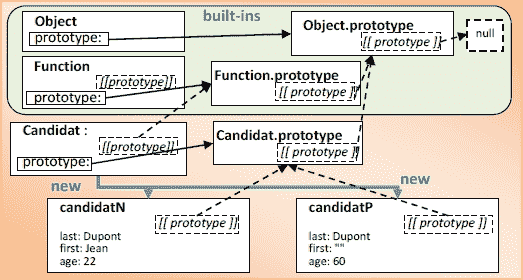 built-ins
Object
prototype:
Object.prototype
[[ prototype ]]
null
Function
[[prototype]]
prototype:
Function.prototype
[[ prototype ]]
Candidat :
[[prototype]]
prototype:
Candidat.prototype
[[ prototype ]]
new
new
candidatN
[[ prototype ]]
last: Dupont
first: Jean
age: 22
candidatP
[[ prototype ]]
last: Dupont
first: ""
age: 60